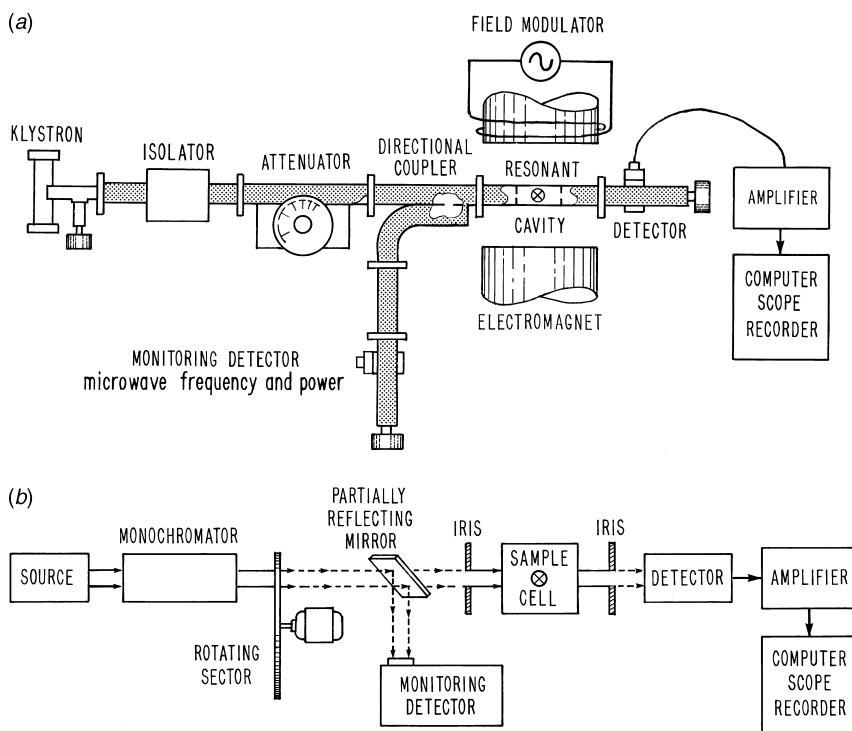 (a)
FIELD MODULATOR
KLYSTRON
ISOLATOR
ATTENUATOR
DIRECTIONAL
COUPLER
RESONANT
CAVITY
DETECTOR
AMPLIFIER
COMPUTER
SCOPE
RECORDER
ELECTROMAGNET
MONITORING DETECTOR
microwave frequency and power
(b)
SOURCE
MONOCHROMATOR
ROTATING
SECTOR
PARTIALLY
REFLECTING
MIRROR
MONITORING
DETECTOR
IRIS
SAMPLE
CELL
IRIS
DETECTOR
AMPLIFIER
COMPUTER
SCOPE
RECORDER